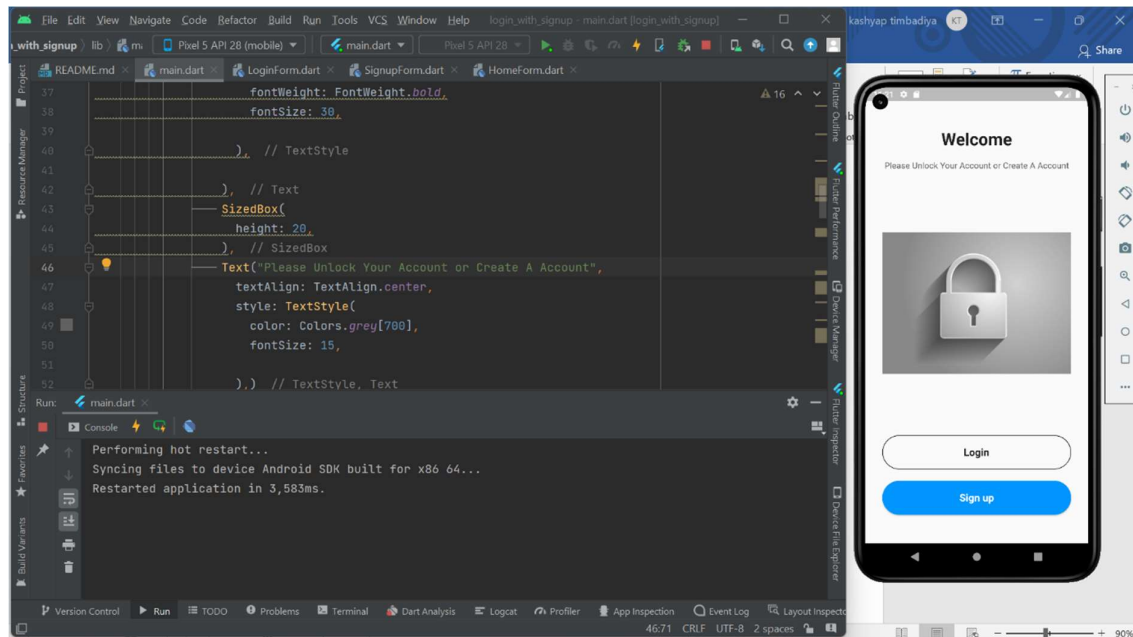 File Edit View Navigate Code Refactor Build Run Tools VCS Window Help login_with_signup - main.dart [login_with_signup]
kashyap timbadiya KT
_with_signup lib Pixel 5 API 28 (mobile) main.dart Pixel 5 API 28
Share
README.md main.dart LoginForm.dart SignupForm.dart HomeForm.dart
Project
Resource Manager
Structure
Favorites
Build Variants
37 fontWeight: FontWeight.bold,
16
38 fontSize: 30,
39
40 ), // TextStyle
41
42 ), // Text
43 SizedBox(
44 height: 20,
45 ), // SizedBox
46 Text("Please Unlock Your Account or Create A Account",
47 textAlign: TextAlign.center,
48 style: TextStyle(
49 color: Colors.grey[700],
50 fontSize: 15,
51
52 ),) // TextStyle, Text
Run: main.dart
Console
Performing hot restart...
Syncing files to device Android SDK built for x86 64...
Restarted application in 3,583ms.
Flutter Outline
Flutter Performance
Device Manager
Flutter Inspector
Device File Explorer
Version Control Run TODO Problems Terminal Dart Analysis Logcat Profiler App Inspection Event Log Layout Inspecto
46:71 CRLF UTF-8 2 spaces
Welcome
Please Unlock Your Account or Create A Account
Login
Sign up
90%